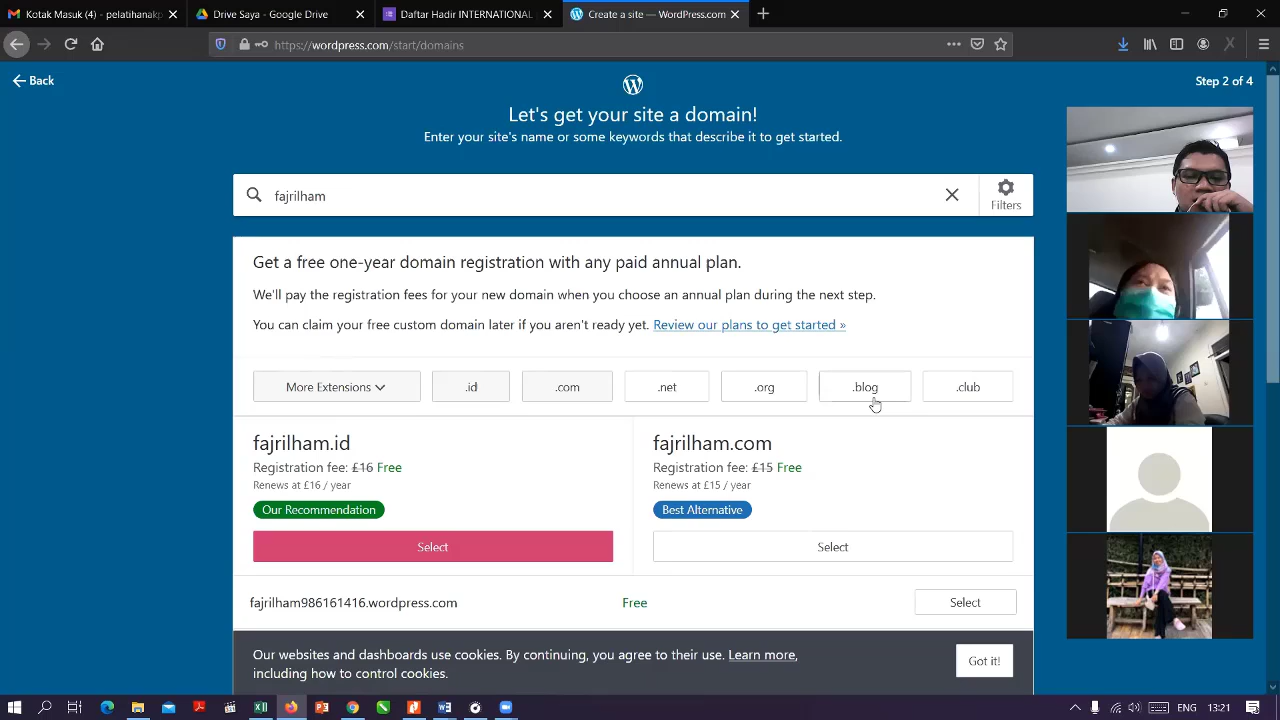 Kotak Masuk (4) - pelatihanakp
Drive Saya - Google Drive
Daftar Hadir INTERNATIONAL
Create a site — WordPress.com
https://wordpress.com/start/domains
Back
Step 2 of 4
Let's get your site a domain!
Enter your site's name or some keywords that describe it to get started.
fajrilham
Filters
Get a free one-year domain registration with any paid annual plan.
We'll pay the registration fees for your new domain when you choose an annual plan during the next step.
You can claim your free custom domain later if you aren't ready yet. Review our plans to get started »
More Extensions .id .com .net .org .blog .club
fajrilham.id
Registration fee: £16 Free
Renews at £16 / year
Our Recommendation
Select
fajrilham.com
Registration fee: £15 Free
Renews at £15 / year
Best Alternative
Select
fajrilham986161416.wordpress.com Free Select
Our websites and dashboards use cookies. By continuing, you agree to their use. Learn more,
including how to control cookies.
Got it!
ENG 13:21